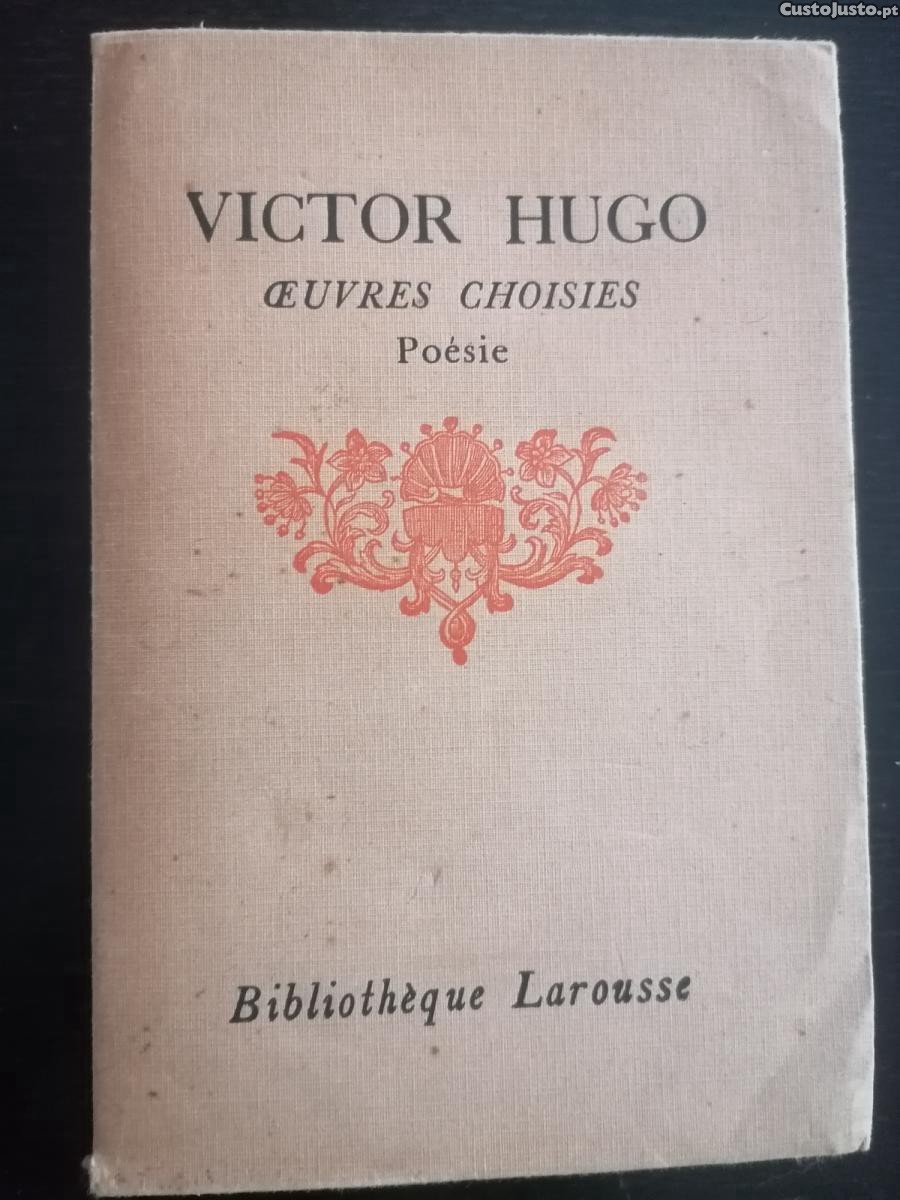 CustoJusto.pt
VICTOR HUGO
ŒUVRES CHOISIES
Poésie
Bibliothèque Larousse